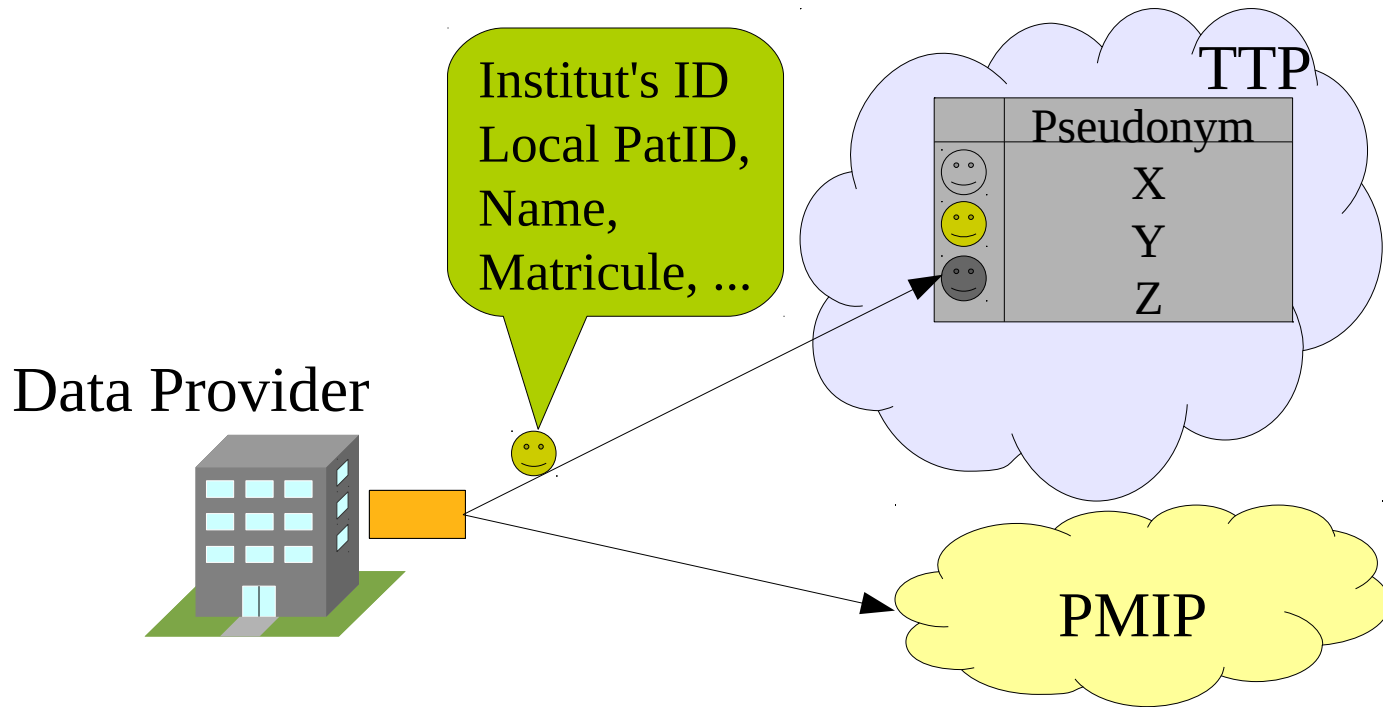 Institut's ID
Local PatID,
Name,
Matricule, ...
TTP
Pseudonym
X
Y
Z
Data Provider
PMIP